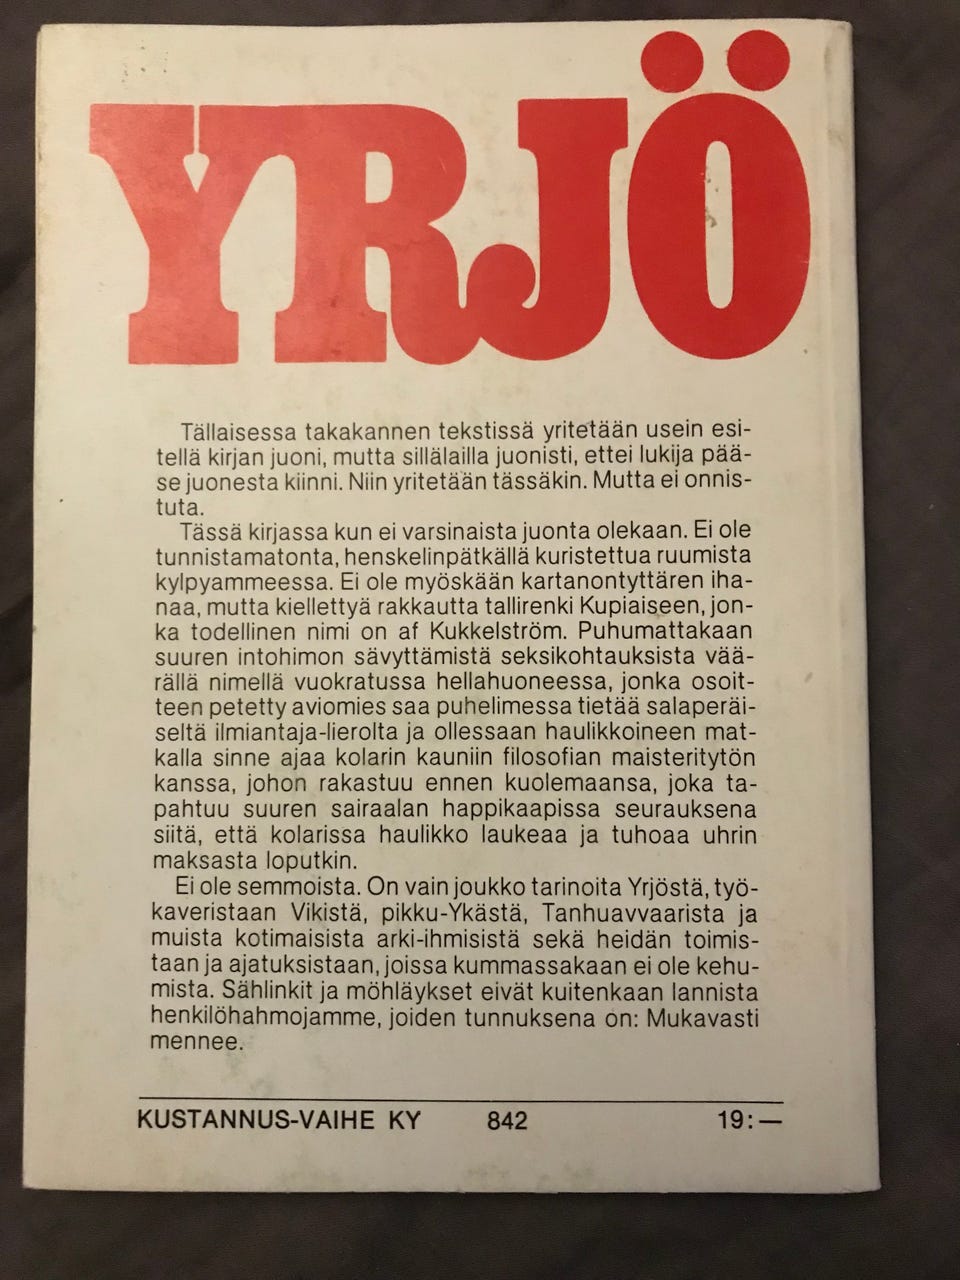 YRJÖ
Tällaisessa takakannen tekstissä yritetään usein esi-
tellä kirjan juoni, mutta sillälailla juonisti, ettei lukija pää-
se juonesta kiinni. Niin yritetään tässäkin. Mutta ei onnis-
tuta.
Tässä kirjassa kun ei varsinaista juonta olekaan. Ei ole
tunnistamatonta, henskelinpätkällä kuristettua ruumista
kylpyammeessa. Ei ole myöskään kartanontyttären iha-
naa, mutta kiellettyä rakkautta tallirenki Kupiaiseen, jon-
ka todellinen nimi on af Kukkelström. Puhumattakaan
suuren intohimon sävyttämistä seksikohtauksista vää-
rällä nimellä vuokratussa hellahuoneessa, jonka osoit-
teen petetty aviomies saa puhelimessa tietää salaperäi-
seltä ilmiantaja-lierolta ja ollessaan haulikkoineen mat-
kalla sinne ajaa kolarin kauniin filosofian maisteritytön
kanssa, johon rakastuu ennen kuolemaansa, joka ta-
pahtuu suuren sairaalan happikaapissa seurauksena
siitä, että kolarissa haulikko laukeaa ja tuhoaa uhrin
maksasta loputkin.
Ei ole semmoista. On vain joukko tarinoita Yrjöstä, työ-
kaveristaan Vikistä, pikku-Ykästä, Tanhuavvaarista ja
muista kotimaisista arki-ihmisistä sekä heidän toimis-
taan ja ajatuksistaan, joissa kummassakaan ei ole kehu-
mista. Sählinkit ja möhläykset eivät kuitenkaan lannista
henkilöhahmojamme, joiden tunnuksena on: Mukavasti
mennee.
KUSTANNUS-VAIHE KY 842 19:—